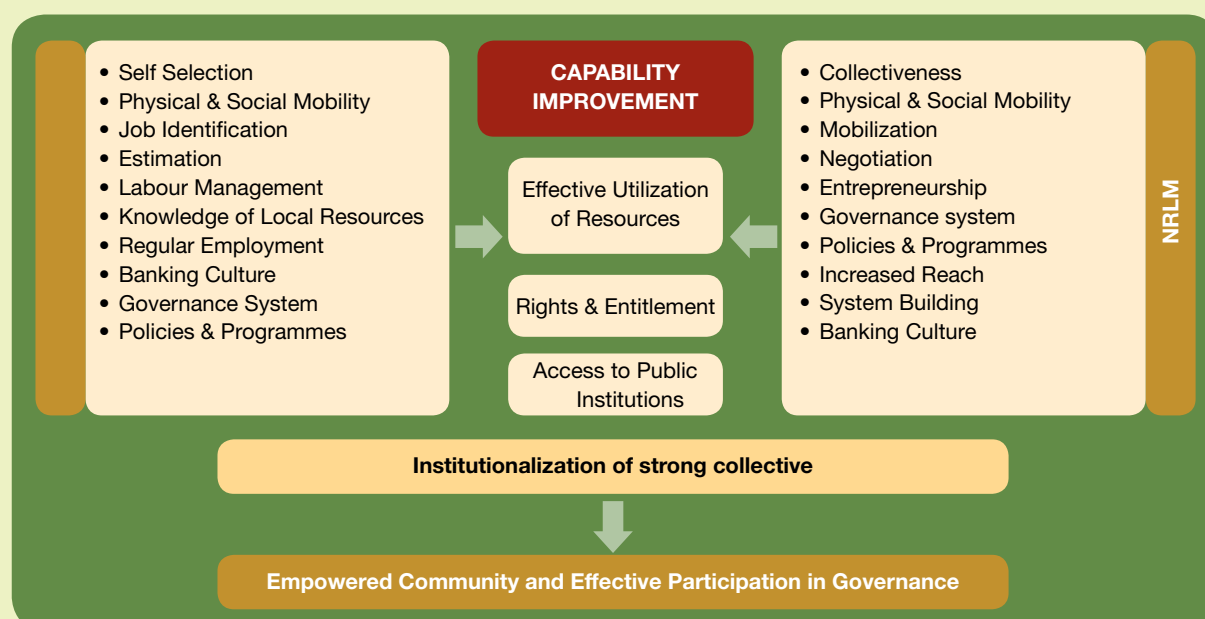 • Self Selection
• Physical & Social Mobility
• Job Identification
• Estimation
• Labour Management
• Knowledge of Local Resources
• Regular Employment
• Banking Culture
• Governance System
• Policies & Programmes
CAPABILITY
IMPROVEMENT
Effective Utilization
of Resources
Rights & Entitlement
Access to Public
Institutions
• Collectiveness
• Physical & Social Mobility
• Mobilization
• Negotiation
• Entrepreneurship
• Governance system
• Policies & Programmes
• Increased Reach
• System Building
• Banking Culture
NRLM
Institutionalization of strong collective
Empowered Community and Effective Participation in Governance